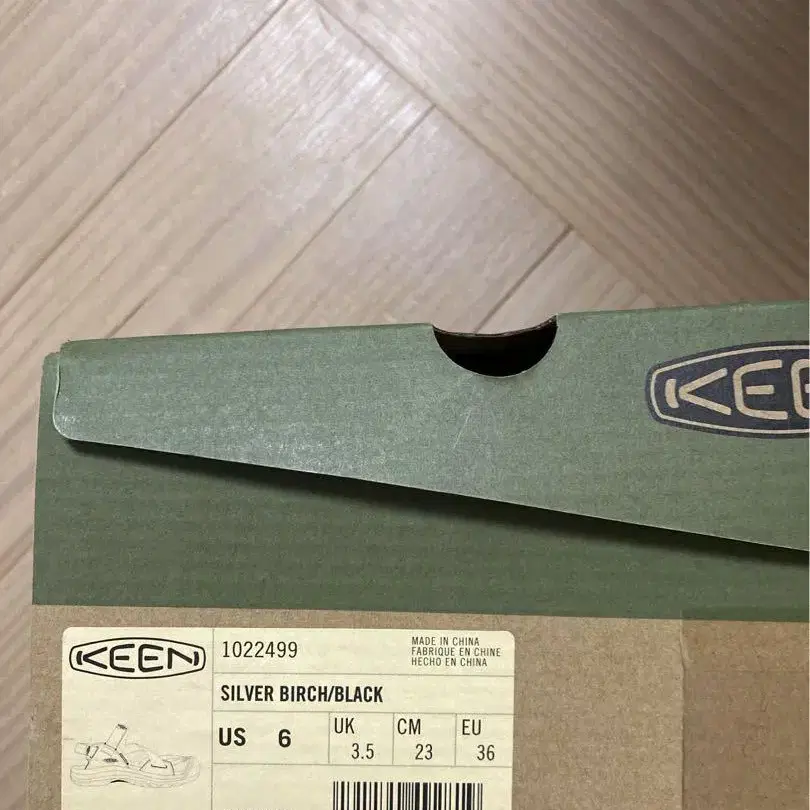 KEE
KEEN
1022499
MADE IN CHINA
FABRIQUE EN CHINE
HECHO EN CHINA
SILVER BIRCH/BLACK
US 6
UK 3.5
CM 23
EU 36